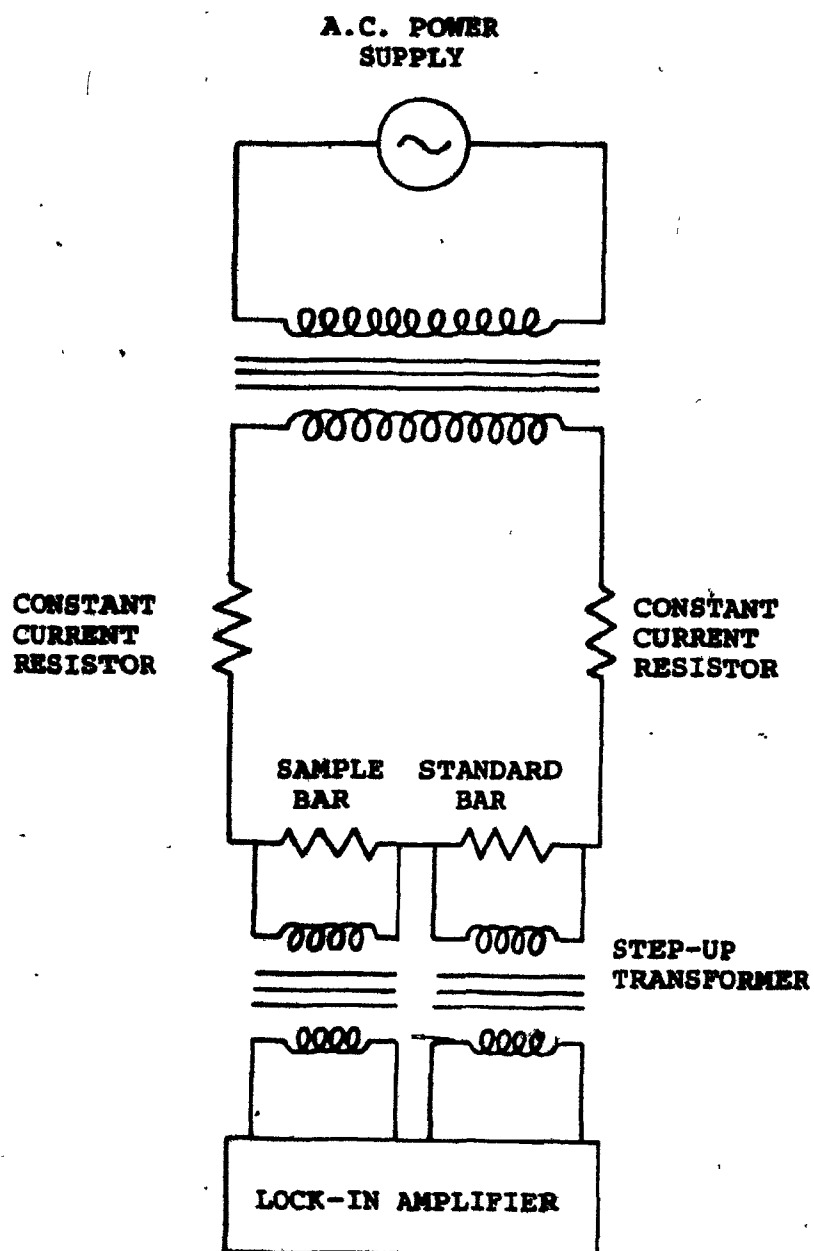 A.C. POWER
SUPPLY
CONSTANT
CURRENT
RESISTOR
CONSTANT
CURRENT
RESISTOR
SAMPLE
BAR
STANDARD
BAR
STEP-UP
TRANSFORMER
LOCK-IN AMPLIFIER